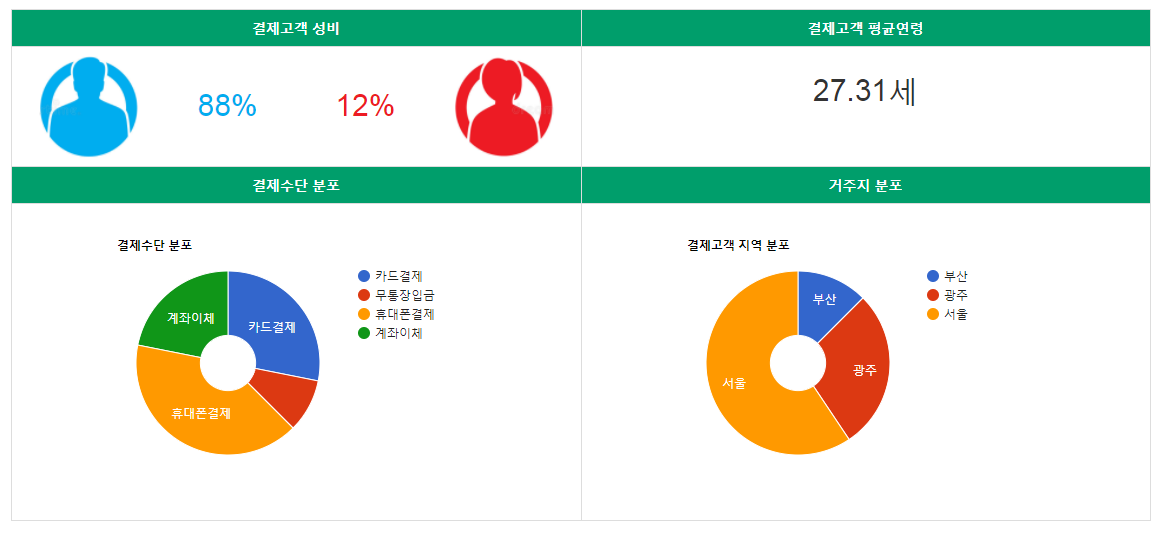 결제고객 성비
결제고객 평균연령
88%
12%
27.31세
결제수단 분포
거주지 분포
결제수단 분포
카드결제
무통장입금
휴대폰결제
계좌이체
계좌이체
카드결제
휴대폰결제
결제고객 지역 분포
부산
광주
서울
부산
광주
서울